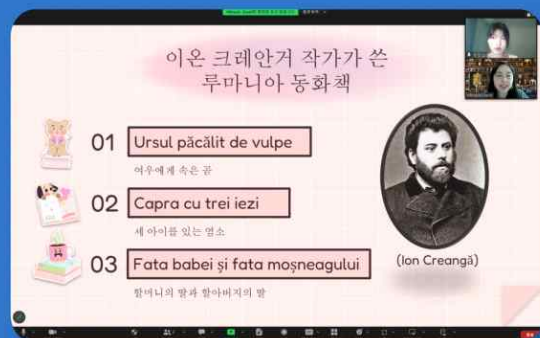 이온 크레안거 작가가 쓴
루마니아 동화책
01 Ursul păcălit de vulpe
여우에게 속은 곰
02 Capra cu trei iezi
세 아이를 있는 염소
03 Fata babei și fata moșneagului
할머니의 딸과 할아버지의 딸
(Ion Creangă)